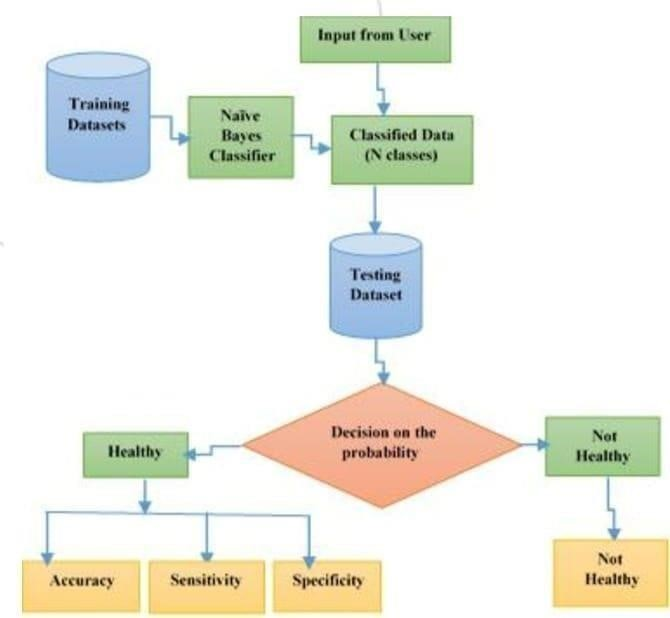 Input from User
Training
Datasets
Naïve
Bayes
Classifier
Classified Data
(N classes)
Testing
Dataset
Decision on the
probability
Healthy
Not
Healthy
Accuracy
Sensitivity
Specificity
Not
Healthy